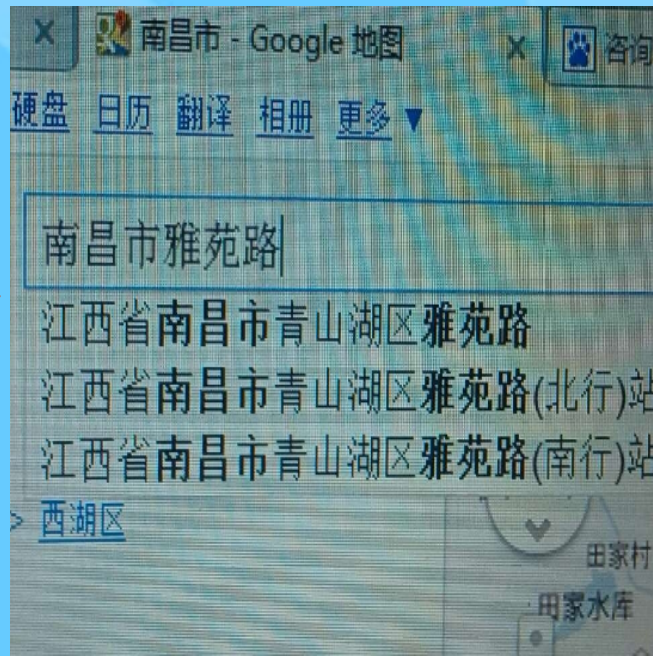 南昌市 - Google 地图
咨询
硬盘 日历 翻译 相册 更多 ▼
南昌市雅苑路
江西省南昌市青山湖区雅苑路
江西省南昌市青山湖区雅苑路(北行)站
江西省南昌市青山湖区雅苑路(南行)站
> 西湖区
田家村
田家水库